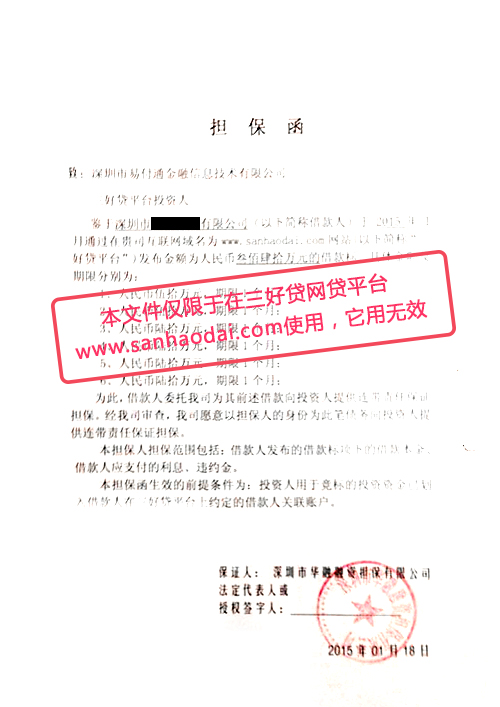 担保函
致：深圳市易付通金融信息技术有限公司
好贷平台投资人
鉴于深圳市 有限公司（以下简称借款人）于 2015 年 1
月通过在贵司互联网域名为 www.sanhaodai.com 网站（以下简称“
好贷平台”）发布金额为人民币叁佰肆拾万元的借款标，
期限分别为：
1、人民币伍拾万元，期限 1 个月；
人民币 期限 1 个月；
3、人民币陆拾万元，期限 1 个月；
人民币 万元，期限 1 个月；
5、人民币陆拾万元，期限 1 个月；
6、人民币陆拾万元，期限 1 个月；
本文件仅限于在三好贷网贷平台
www.sanhaodai.com使用，它用无效
为此，借款人委托我司为其前述借款向投资人提供连带责任保证
担保。经我司审查，我司愿意以担保人的身份为此笔债务向投资人提
供连带责任保证担保。
本担保人担保范围包括：借款人发布的借款标项下的借款本金、
借款人应支付的利息、违约金。
本担保函生效的前提条件为：投资人用于竞标的投资资金已划
入借款人在三好贷平台上约定的借款人关联账户。
保证人： 深圳市华融融资担保有限公司
法定代表人或
授权签字人：
2015 年 01 月 18 日